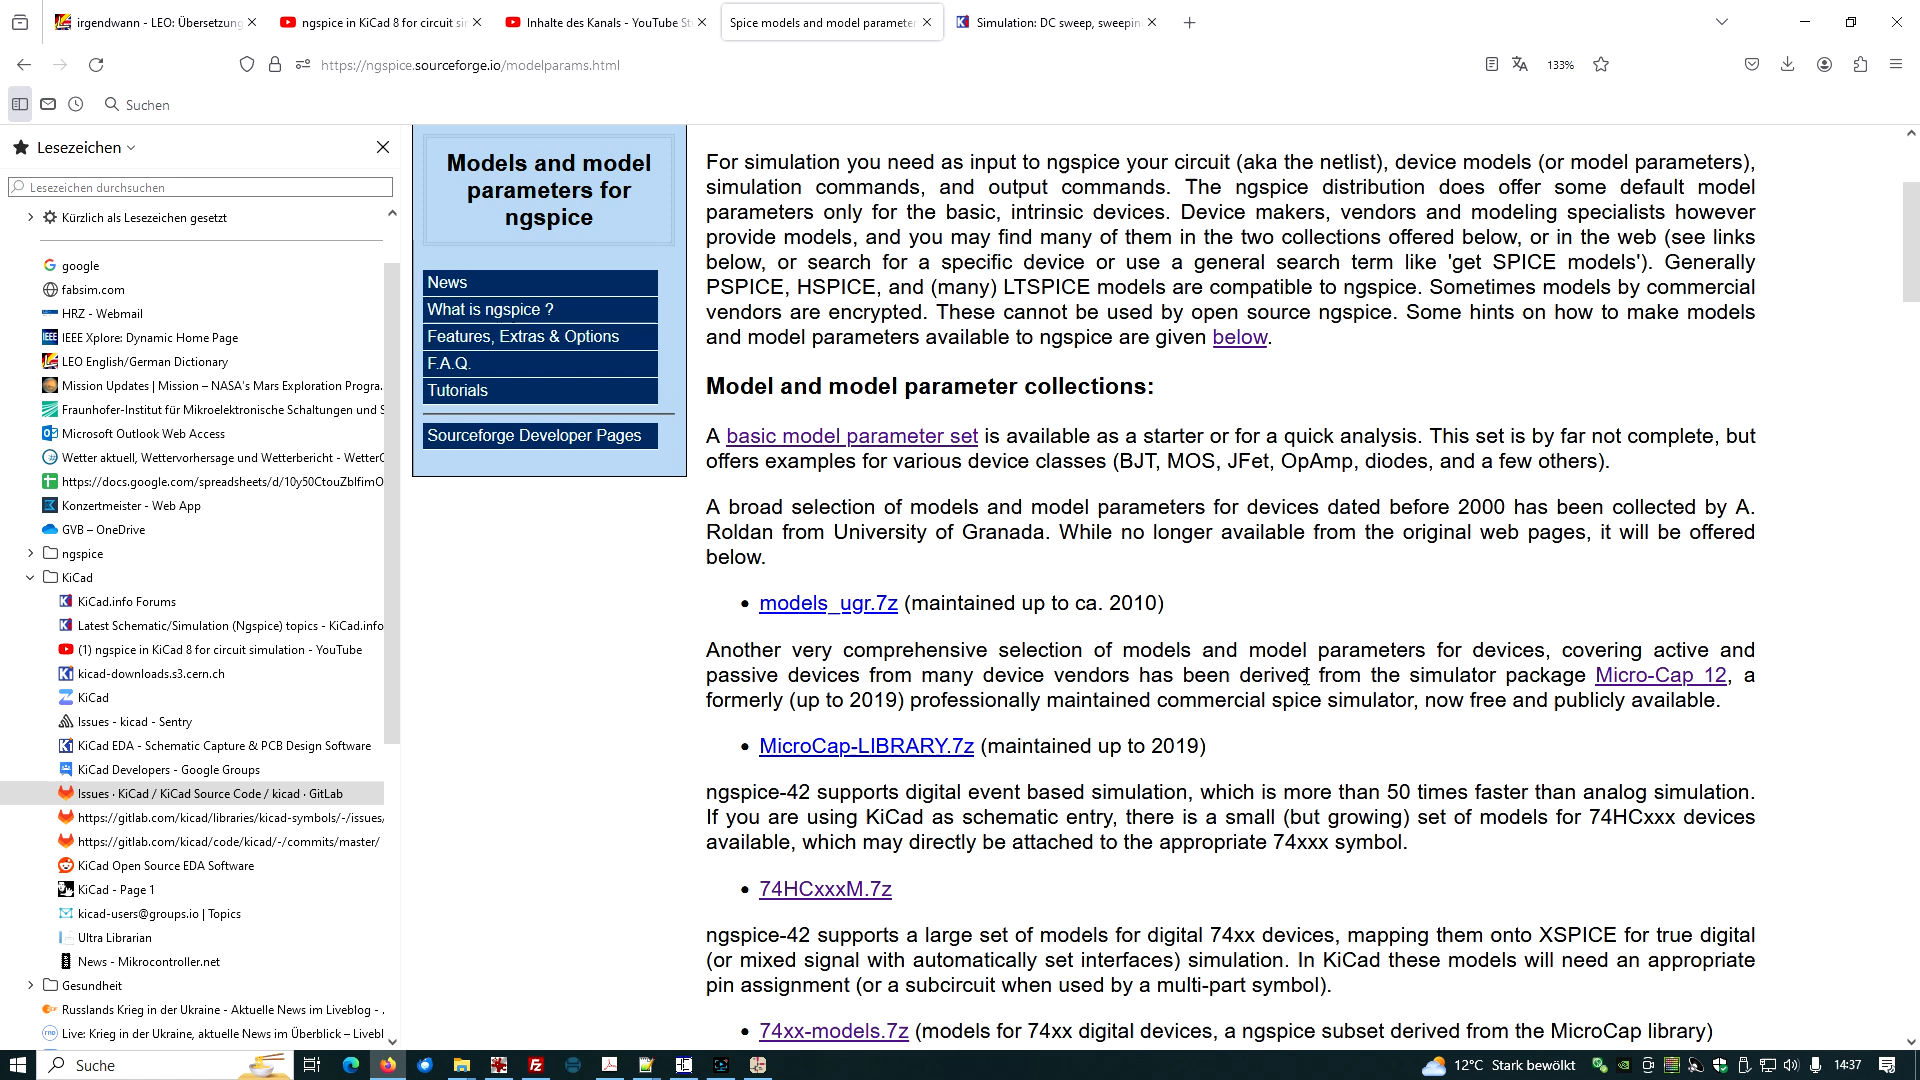 irgendwann - LEO: Übersetzung
ngspice in KiCad 8 for circuit si
Inhalte des Kanals - YouTube St
Spice models and model parameter
Simulation: DC sweep, sweepin
https://ngspice.sourceforge.io/modelparams.html
133%
Suchen
Lesezeichen
Lesezeichen durchsuchen
Kürzlich als Lesezeichen gesetzt
google
fabsim.com
HRZ - Webmail
IEEE Xplore: Dynamic Home Page
LEO English/German Dictionary
Mission Updates | Mission – NASA's Mars Exploration Progra.
Fraunhofer-Institut für Mikroelektronische Schaltungen und S
Microsoft Outlook Web Access
Wetter aktuell, Wettervorhersage und Wetterbericht - WetterO
https://docs.google.com/spreadsheets/d/10y50CtouZblfimO
Konzertmeister - Web App
GVB – OneDrive
ngspice
KiCad
KiCad.info Forums
Latest Schematic/Simulation (Ngspice) topics - KiCad.info
(1) ngspice in KiCad 8 for circuit simulation - YouTube
kicad-downloads.s3.cern.ch
KiCad
Issues - kicad - Sentry
KiCad EDA - Schematic Capture & PCB Design Software
KiCad Developers - Google Groups
Issues · KiCad / KiCad Source Code / kicad · GitLab
https://gitlab.com/kicad/libraries/kicad-symbols/-/issues,
https://gitlab.com/kicad/code/kicad/-/commits/master/
KiCad Open Source EDA Software
KiCad - Page 1
kicad-users@groups.io | Topics
Ultra Librarian
News - Mikrocontroller.net
Gesundheit
Russlands Krieg in der Ukraine - Aktuelle News im Liveblog - .
Live: Krieg in der Ukraine, aktuelle News im Überblick – Livebl
Models and model
parameters for
ngspice
News
What is ngspice ?
Features, Extras & Options
F.A.Q.
Tutorials
Sourceforge Developer Pages
For simulation you need as input to ngspice your circuit (aka the netlist), device models (or model parameters),
simulation commands, and output commands. The ngspice distribution does offer some default model
parameters only for the basic, intrinsic devices. Device makers, vendors and modeling specialists however
provide models, and you may find many of them in the two collections offered below, or in the web (see links
below, or search for a specific device or use a general search term like 'get SPICE models'). Generally
PSPICE, HSPICE, and (many) LTSPICE models are compatible to ngspice. Sometimes models by commercial
vendors are encrypted. These cannot be used by open source ngspice. Some hints on how to make models
and model parameters available to ngspice are given below.
Model and model parameter collections:
A basic model parameter set is available as a starter or for a quick analysis. This set is by far not complete, but
offers examples for various device classes (BJT, MOS, JFet, OpAmp, diodes, and a few others).
A broad selection of models and model parameters for devices dated before 2000 has been collected by A.
Roldan from University of Granada. While no longer available from the original web pages, it will be offered
below.
• models_ugr.7z (maintained up to ca. 2010)
Another very comprehensive selection of models and model parameters for devices, covering active and
passive devices from many device vendors has been derived from the simulator package Micro-Cap 12, a
formerly (up to 2019) professionally maintained commercial spice simulator, now free and publicly available.
• MicroCap-LIBRARY.7z (maintained up to 2019)
ngspice-42 supports digital event based simulation, which is more than 50 times faster than analog simulation.
If you are using KiCad as schematic entry, there is a small (but growing) set of models for 74HCxxx devices
available, which may directly be attached to the appropriate 74xxx symbol.
• 74HCxxxM.7z
ngspice-42 supports a large set of models for digital 74xx devices, mapping them onto XSPICE for true digital
(or mixed signal with automatically set interfaces) simulation. In KiCad these models will need an appropriate
pin assignment (or a subcircuit when used by a multi-part symbol).
• 74xx-models.7z (models for 74xx digital devices, a ngspice subset derived from the MicroCap library)
Suche
12°C Stark bewölkt
14:37